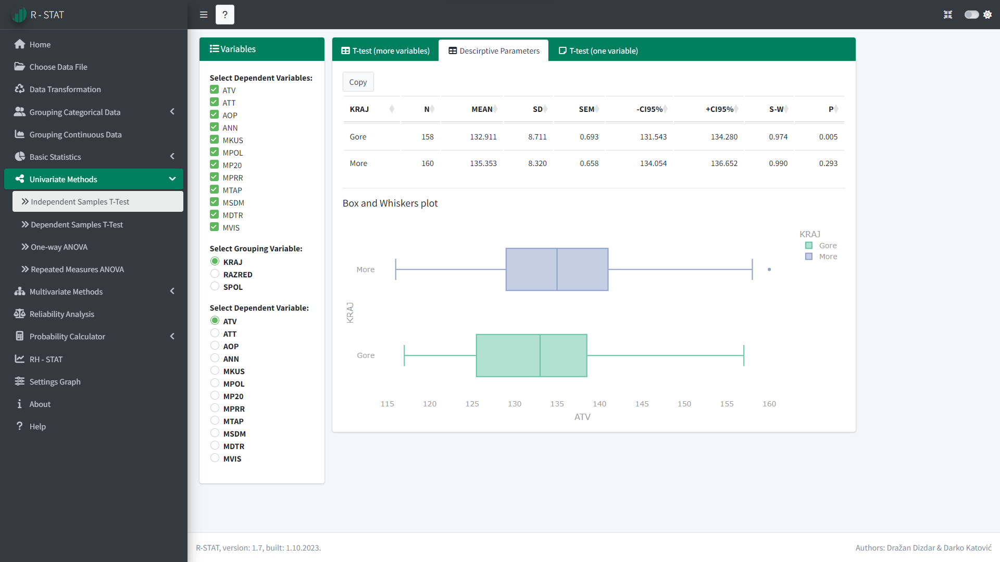 R - STAT
?
Home
Choose Data File
Data Transformation
Grouping Categorical Data
Grouping Continuous Data
Basic Statistics
Univariate Methods
Independent Samples T-Test
Dependent Samples T-Test
One-way ANOVA
Repeated Measures ANOVA
Multivariate Methods
Reliability Analysis
Probability Calculator
RH - STAT
Settings Graph
About
? Help
Variables
Select Dependent Variables:
ATV
ATT
AOP
ANN
MKUS
MPOL
MP20
MPRR
MTAP
MSDM
MDTR
MVIS
Select Grouping Variable:
KRAJ
RAZRED
SPOL
Select Dependent Variable:
ATV
ATT
AOP
ANN
MKUS
MPOL
MP20
MPRR
MTAP
MSDM
MDTR
MVIS
T-test (more variables) Descirptive Parameters T-test (one variable)
Copy
KRAJ N MEAN SD SEM -CI95% +CI95% S-W P
Gore 158 132.911 8.711 0.693 131.543 134.280 0.974 0.005
More 160 135.353 8.320 0.658 134.054 136.652 0.990 0.293
Box and Whiskers plot
KRAJ
Gore
More
More
KRAJ
Gore
115 120 125 130 135 140 145 150 155 160
ATV
R-STAT, version: 1.7, built: 1.10.2023.
Authors: Dražan Dizdar & Darko Katović